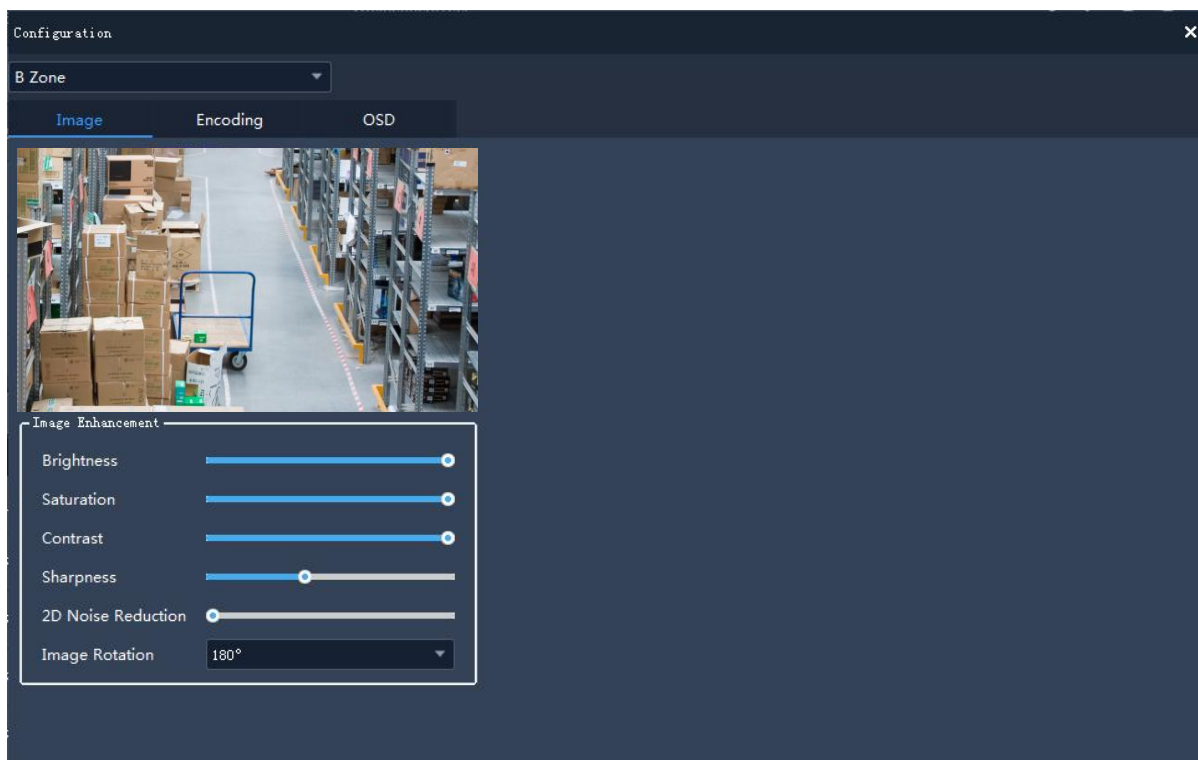 Configuration
B Zone
Image Encoding OSD
Image Enhancement
Brightness
Saturation
Contrast
Sharpness
2D Noise Reduction
Image Rotation 180°